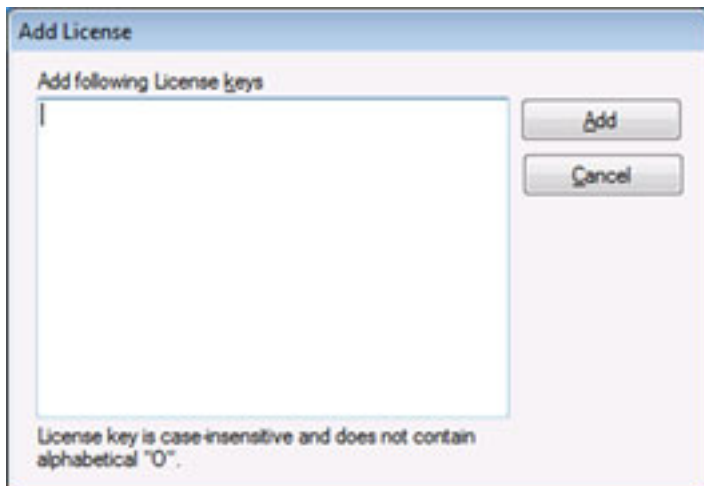 Add License
Add following License keys
Add
Cancel
License key is case-insensitive and does not contain
alphabetical "O".